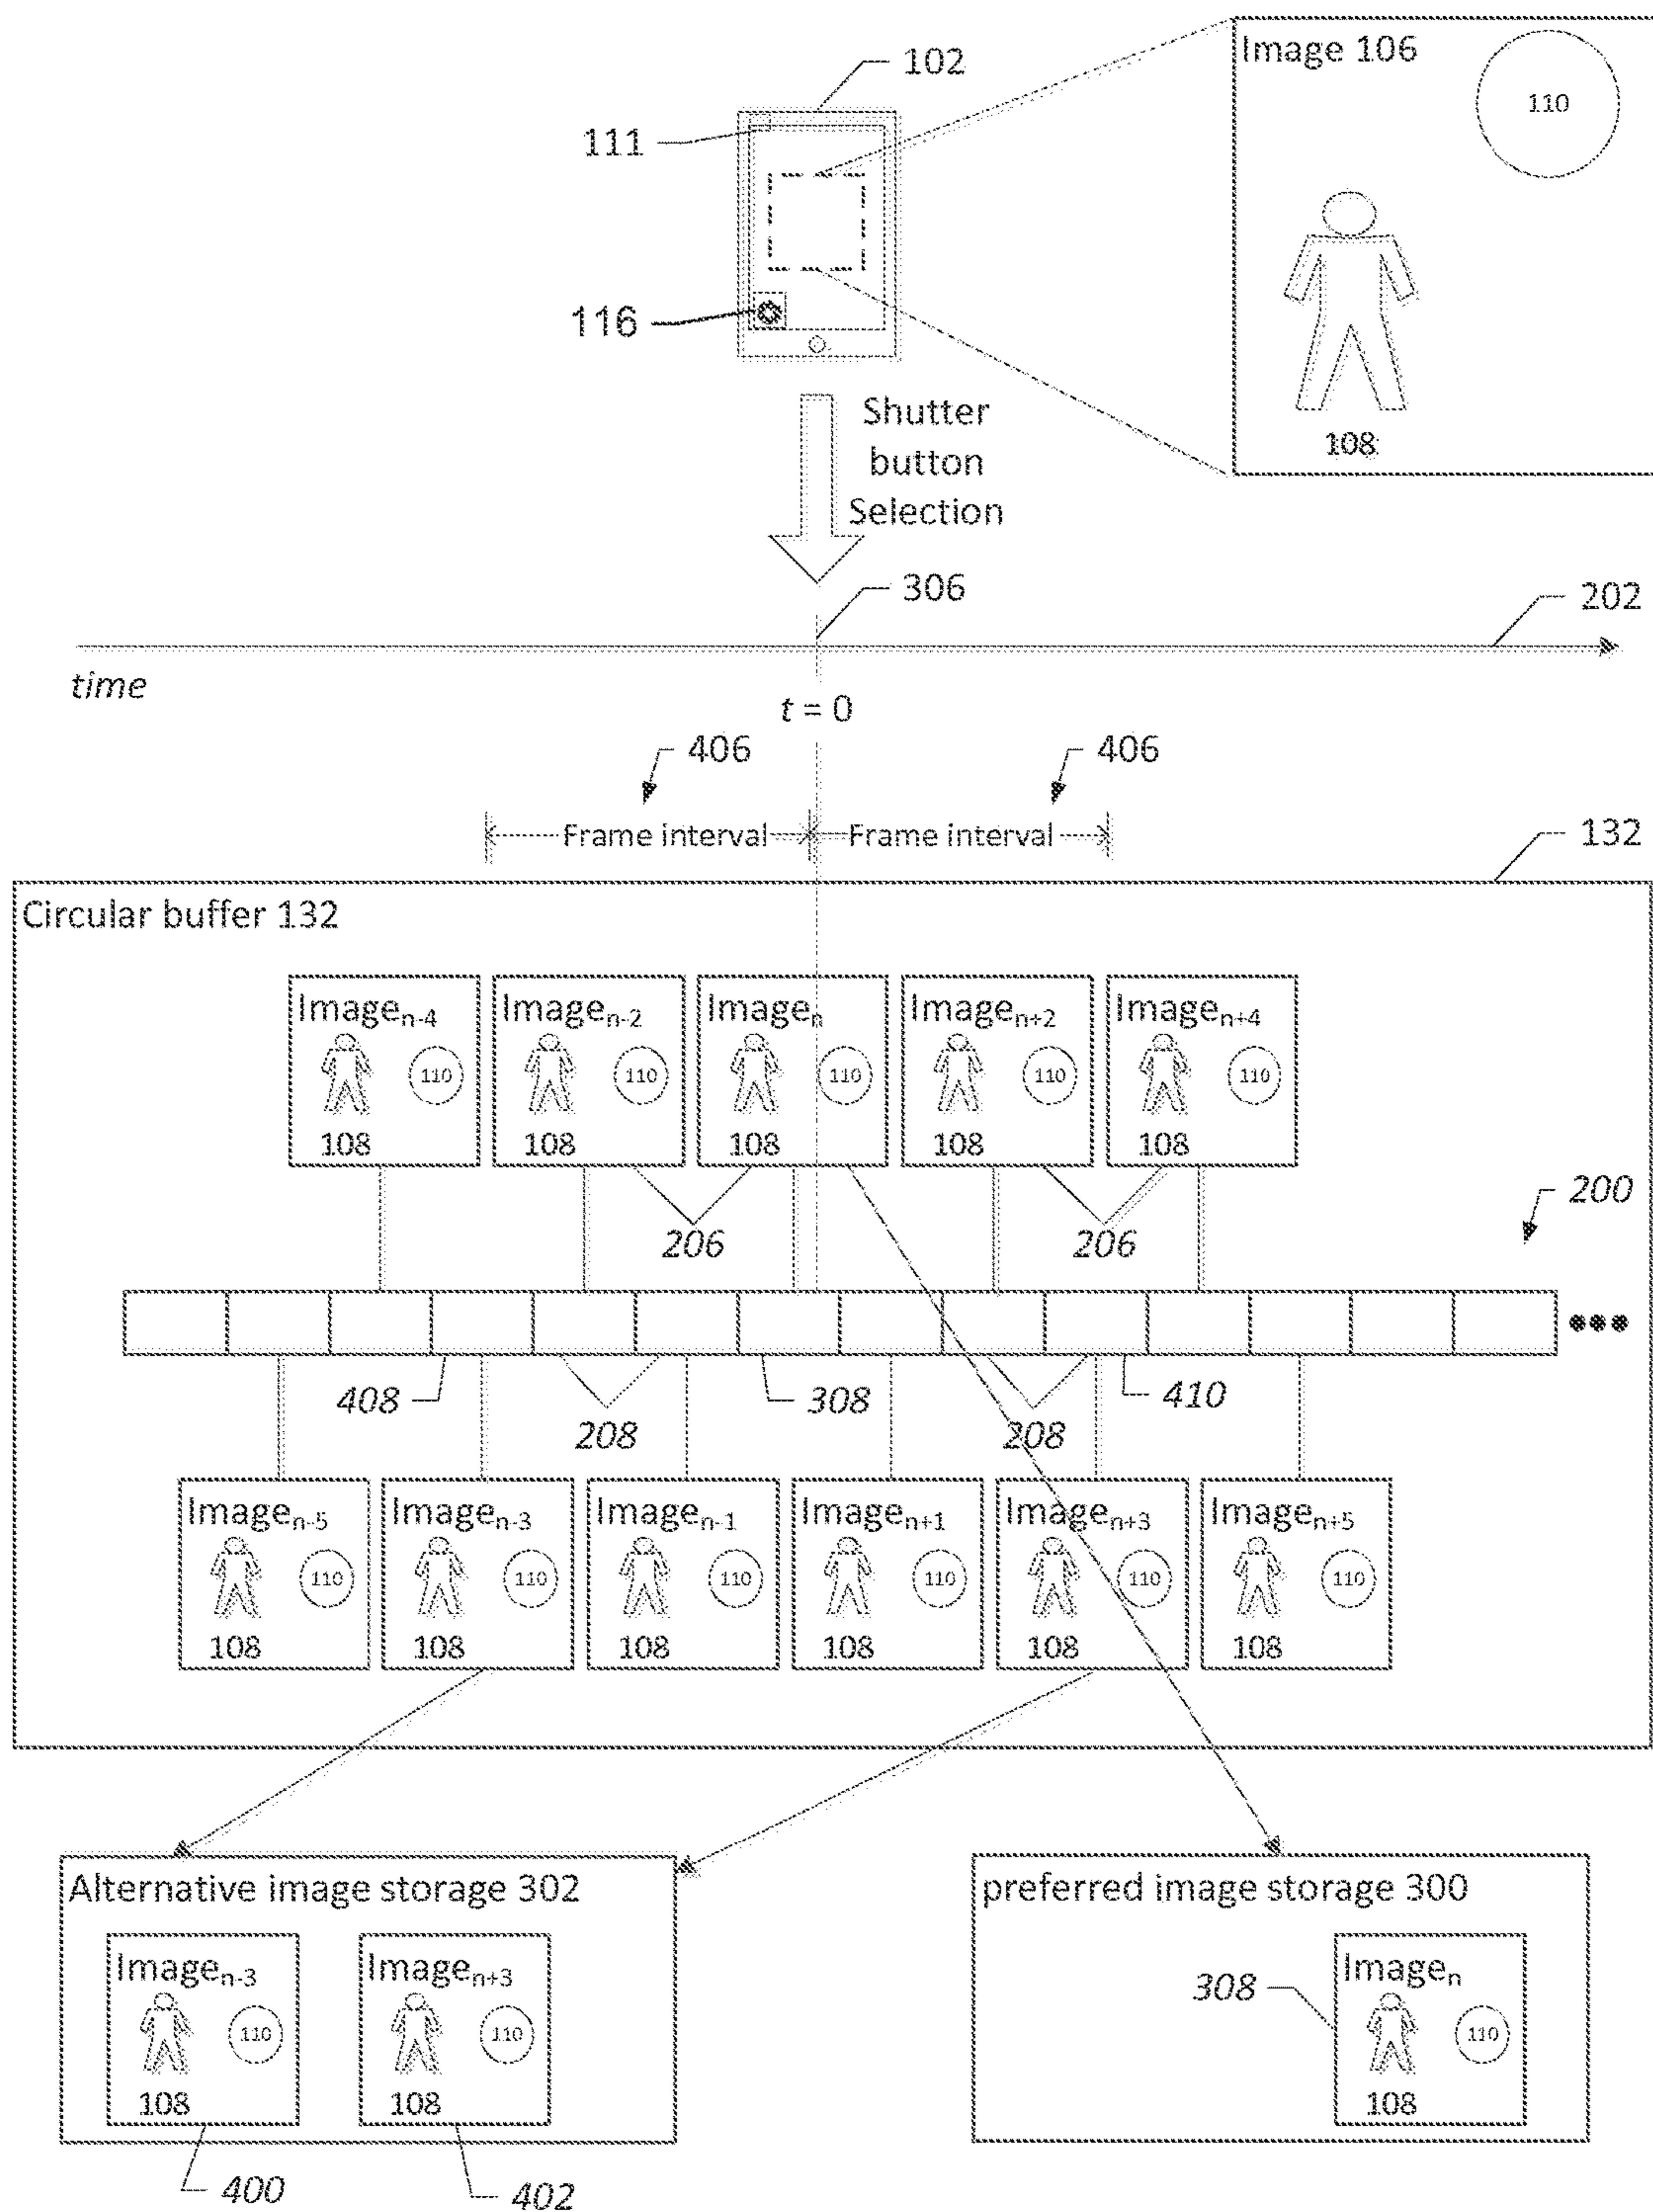 Image 106
110
108
102
111
116
Shutter
button
Selection
306
202
time
t = 0
406
406
Frame interval
Frame interval
132
Circular buffer 132
Imageₙ₋₄
110
108
Imageₙ₋₂
110
108
Imageₙ
110
108
Imageₙ₊₂
110
108
Imageₙ₊₄
110
108
206
206
200
408
208
308
208
410
Imageₙ₋₅
110
108
Imageₙ₋₃
110
108
Imageₙ₋₁
110
108
Imageₙ₊₁
110
108
Imageₙ₊₃
110
108
Imageₙ₊₅
110
108
Alternative image storage 302
Imageₙ₋₃
110
108
Imageₙ₊₃
110
108
400
402
preferred image storage 300
308
Imageₙ
110
108